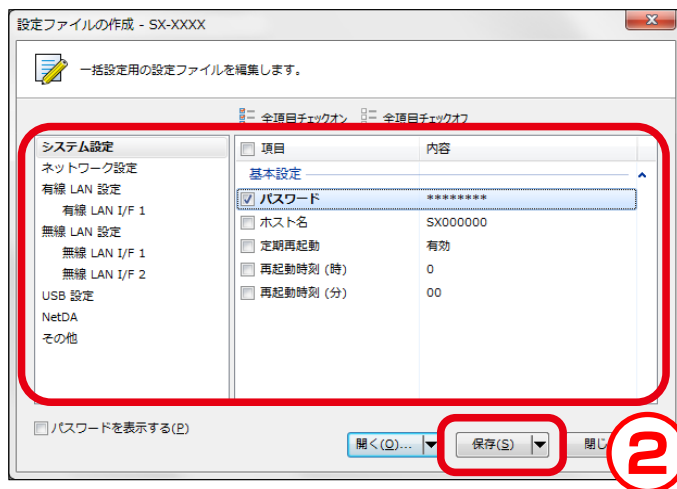 設定ファイルの作成 - SX-XXXX
一括設定用の設定ファイルを編集します。
全項目チェックオン 全項目チェックオフ
システム設定
ネットワーク設定
有線 LAN 設定
有線 LAN I/F 1
無線 LAN 設定
無線 LAN I/F 1
無線 LAN I/F 2
USB 設定
NetDA
その他
項目 内容
基本設定
パスワード ********
ホスト名 SX000000
定期再起動 有効
再起動時刻 (時) 0
再起動時刻 (分) 00
パスワードを表示する(P)
開く(O)... 保存(S) 閉じ
2